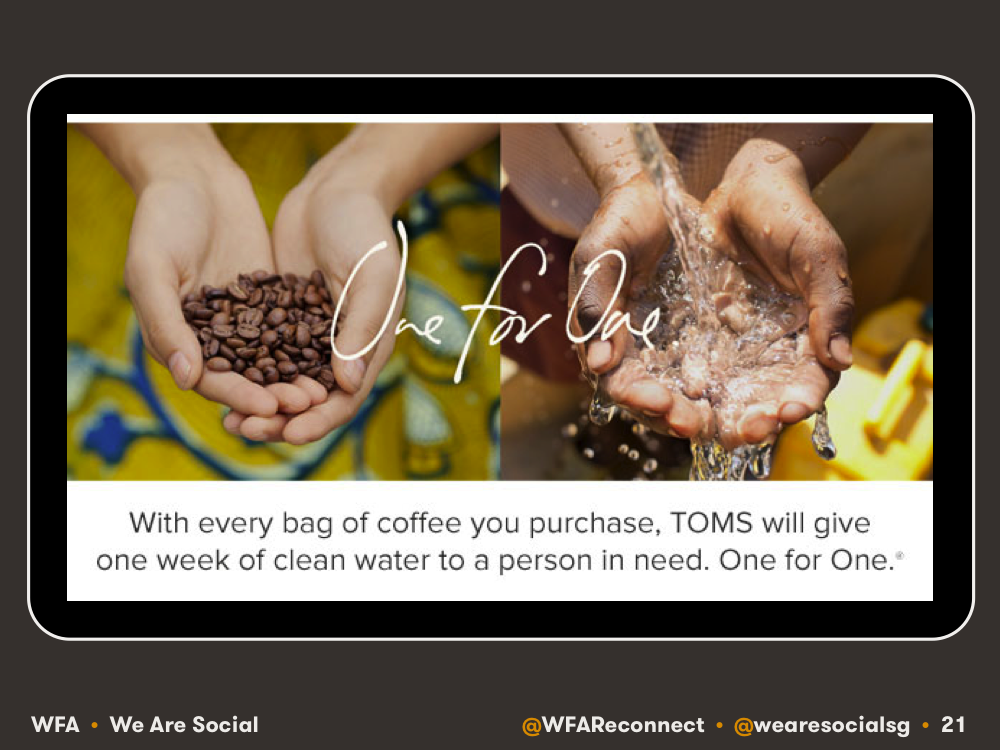 One for One
With every bag of coffee you purchase, TOMS will give
one week of clean water to a person in need. One for One.®
WFA • We Are Social
@WFAReconnect • @wearesocialsg • 21